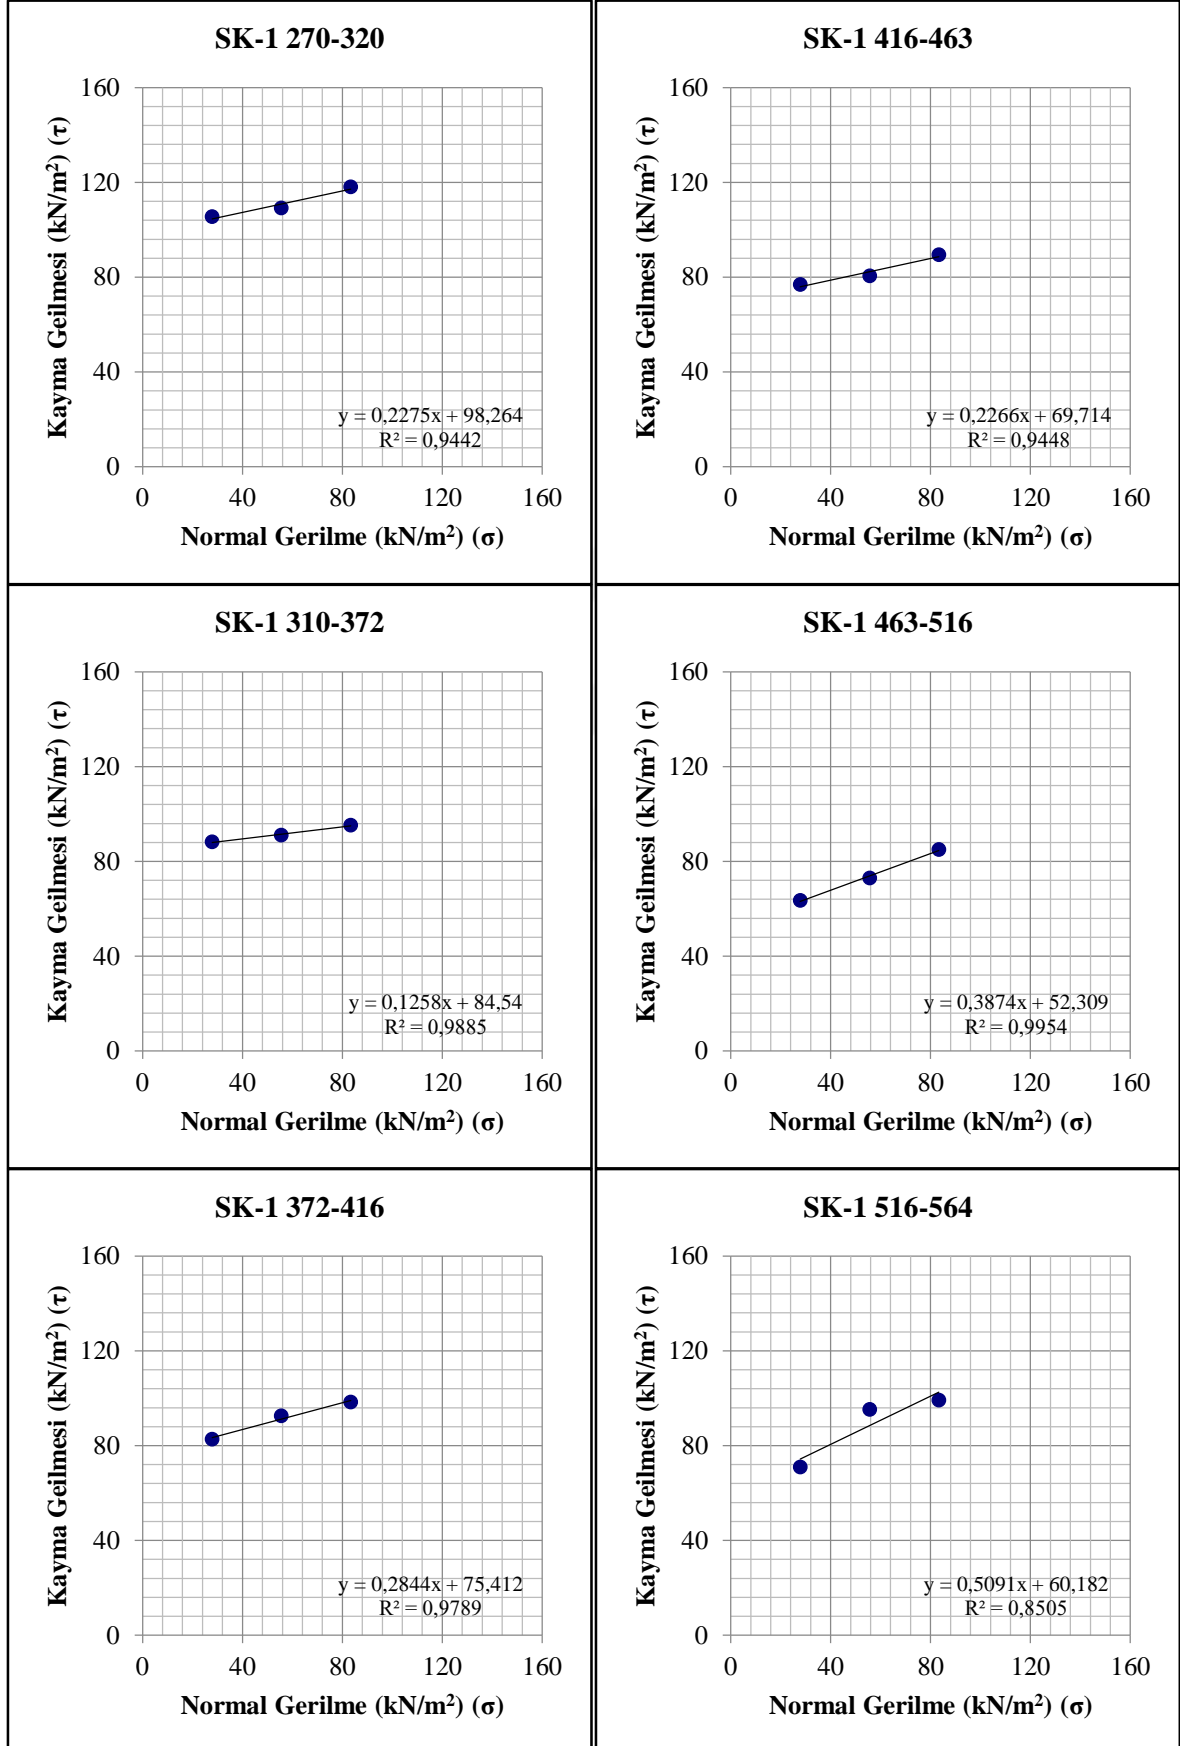 SK-1 270-320
Kayma Geilmesi (kN/m²) (τ)
160
120
80
40
0
y = 0,2275x + 98,264
R² = 0,9442
0 40 80 120 160
Normal Gerilme (kN/m²) (σ)
SK-1 416-463
Kayma Geilmesi (kN/m²) (τ)
160
120
80
40
0
y = 0,2266x + 69,714
R² = 0,9448
0 40 80 120 160
Normal Gerilme (kN/m²) (σ)
SK-1 310-372
Kayma Geilmesi (kN/m²) (τ)
160
120
80
40
0
y = 0,1258x + 84,54
R² = 0,9885
0 40 80 120 160
Normal Gerilme (kN/m²) (σ)
SK-1 463-516
Kayma Geilmesi (kN/m²) (τ)
160
120
80
40
0
y = 0,3874x + 52,309
R² = 0,9954
0 40 80 120 160
Normal Gerilme (kN/m²) (σ)
SK-1 372-416
Kayma Geilmesi (kN/m²) (τ)
160
120
80
40
0
y = 0,2844x + 75,412
R² = 0,9789
0 40 80 120 160
Normal Gerilme (kN/m²) (σ)
SK-1 516-564
Kayma Geilmesi (kN/m²) (τ)
160
120
80
40
0
y = 0,5091x + 60,182
R² = 0,8505
0 40 80 120 160
Normal Gerilme (kN/m²) (σ)